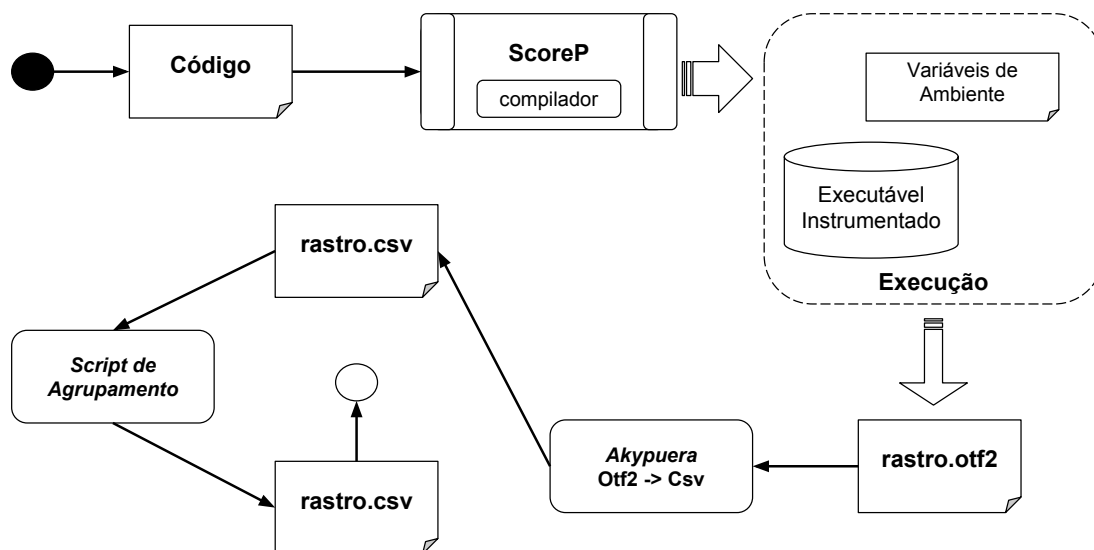 Código
ScoreP
compilador
Variáveis de
Ambiente
Executável
Instrumentado
Execução
rastro.otf2
Akypuera
Otf2 -> Csv
rastro.csv
Script de
Agrupamento
rastro.csv